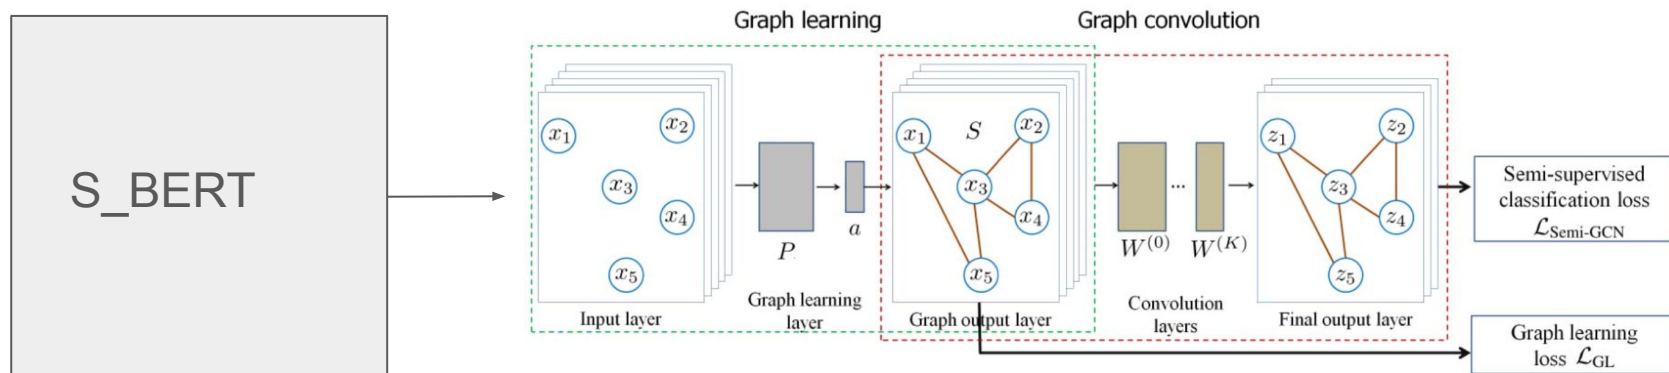 Graph learning
Graph convolution
S_BERT
x₁
x₂
x₃
x₄
x₅
Input layer
P
a
Graph learning
layer
x₁
S
x₂
x₃
x₄
x₅
Graph output layer
W⁽⁰⁾
...
W⁽ᴷ⁾
Convolution
layers
z₁
z₂
z₃
z₄
z₅
Final output layer
Semi-supervised
classification loss
ℒSemi-GCN
Graph learning
loss ℒGL